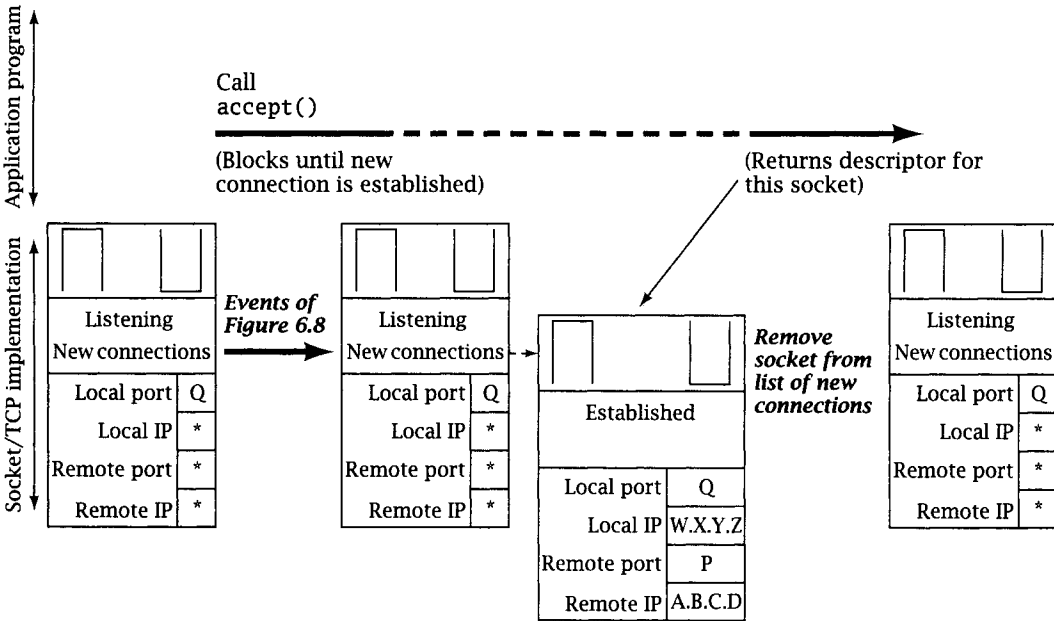 Application program
Call
accept()
(Blocks until new
connection is established)
(Returns descriptor for
this socket)
Socket/TCP implementation
Listening
New connections
Local port Q
Local IP *
Remote port *
Remote IP *
Events of
Figure 6.8
Listening
New connections
Local port Q
Local IP *
Remote port *
Remote IP *
Established
Local port Q
Local IP W.X.Y.Z
Remote port P
Remote IP A.B.C.D
Remove
socket from
list of new
connections
Listening
New connections
Local port Q
Local IP *
Remote port *
Remote IP *